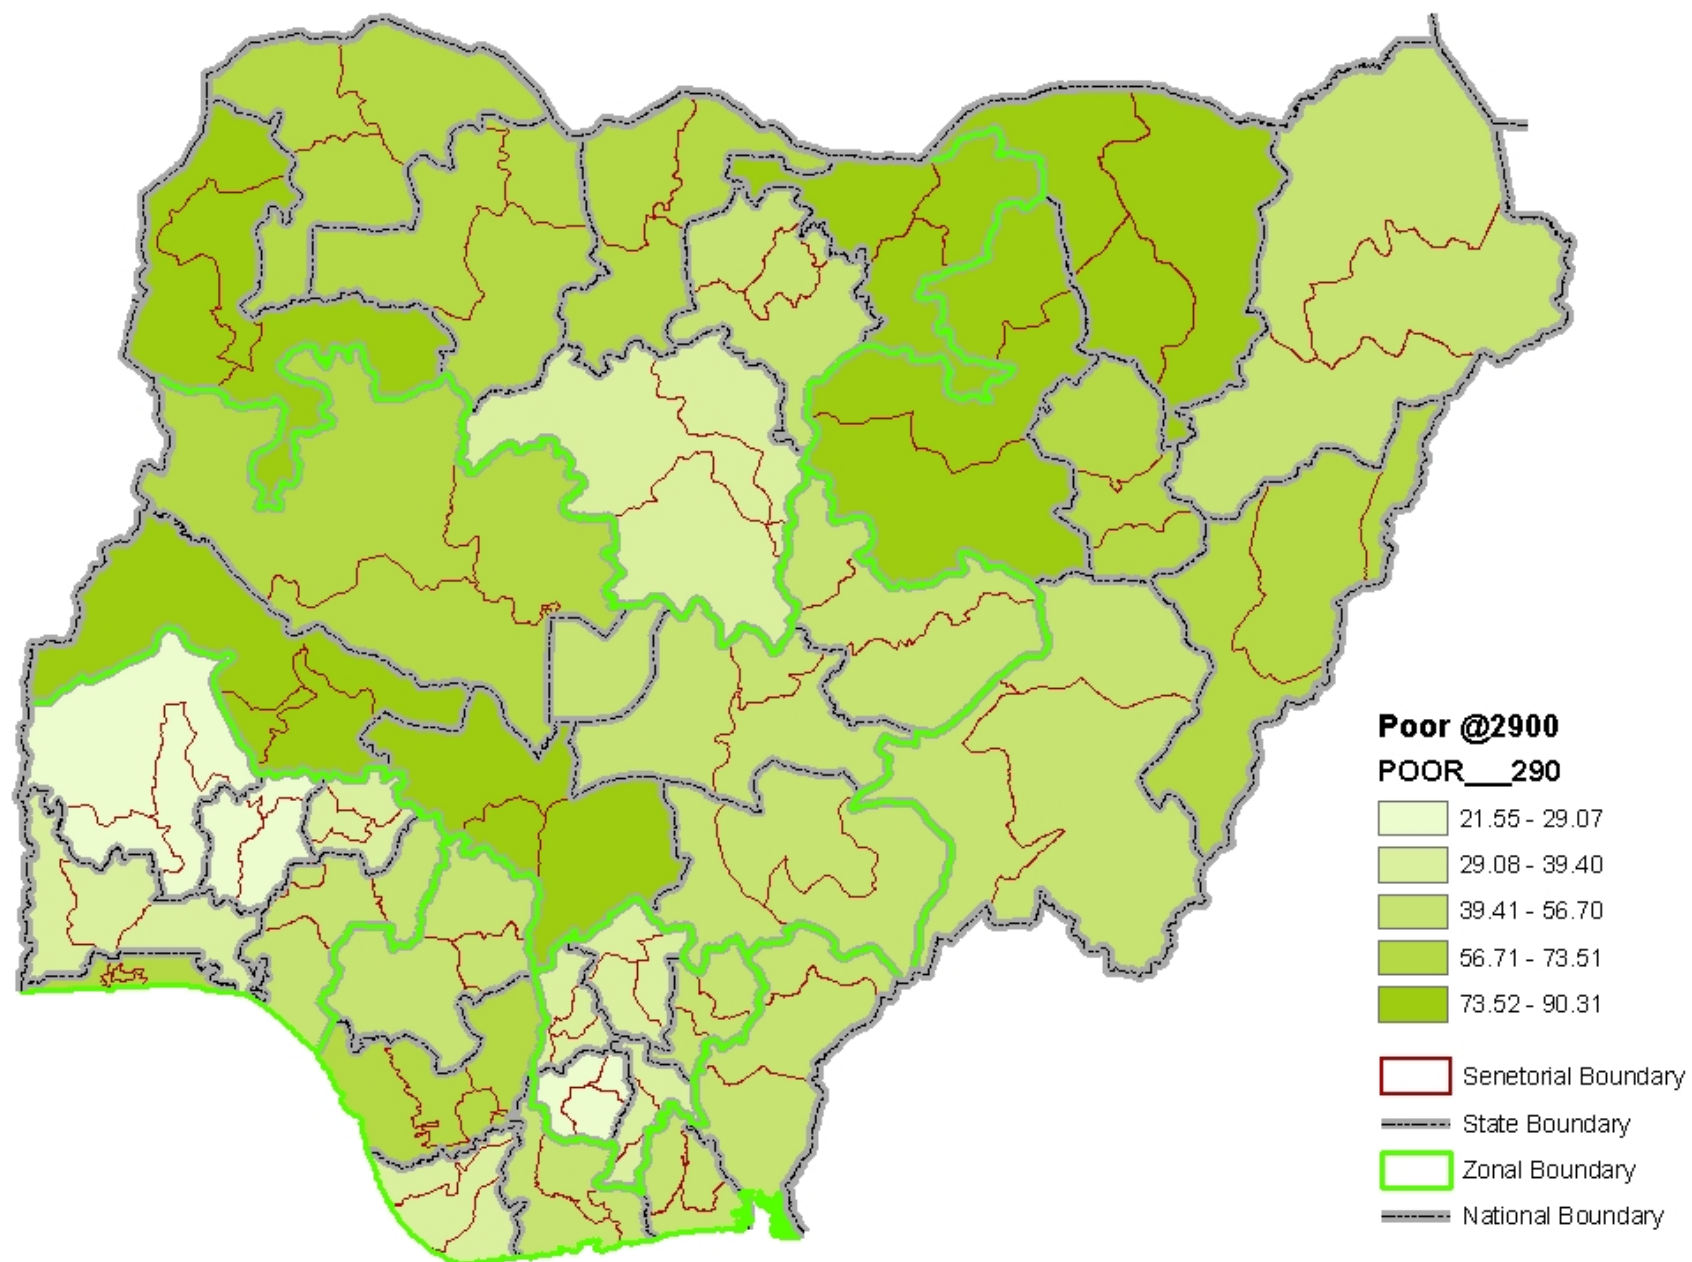 Poor @2900
POOR___290
21.55 - 29.07
29.08 - 39.40
39.41 - 56.70
56.71 - 73.51
73.52 - 90.31
Senetorial Boundary
State Boundary
Zonal Boundary
National Boundary